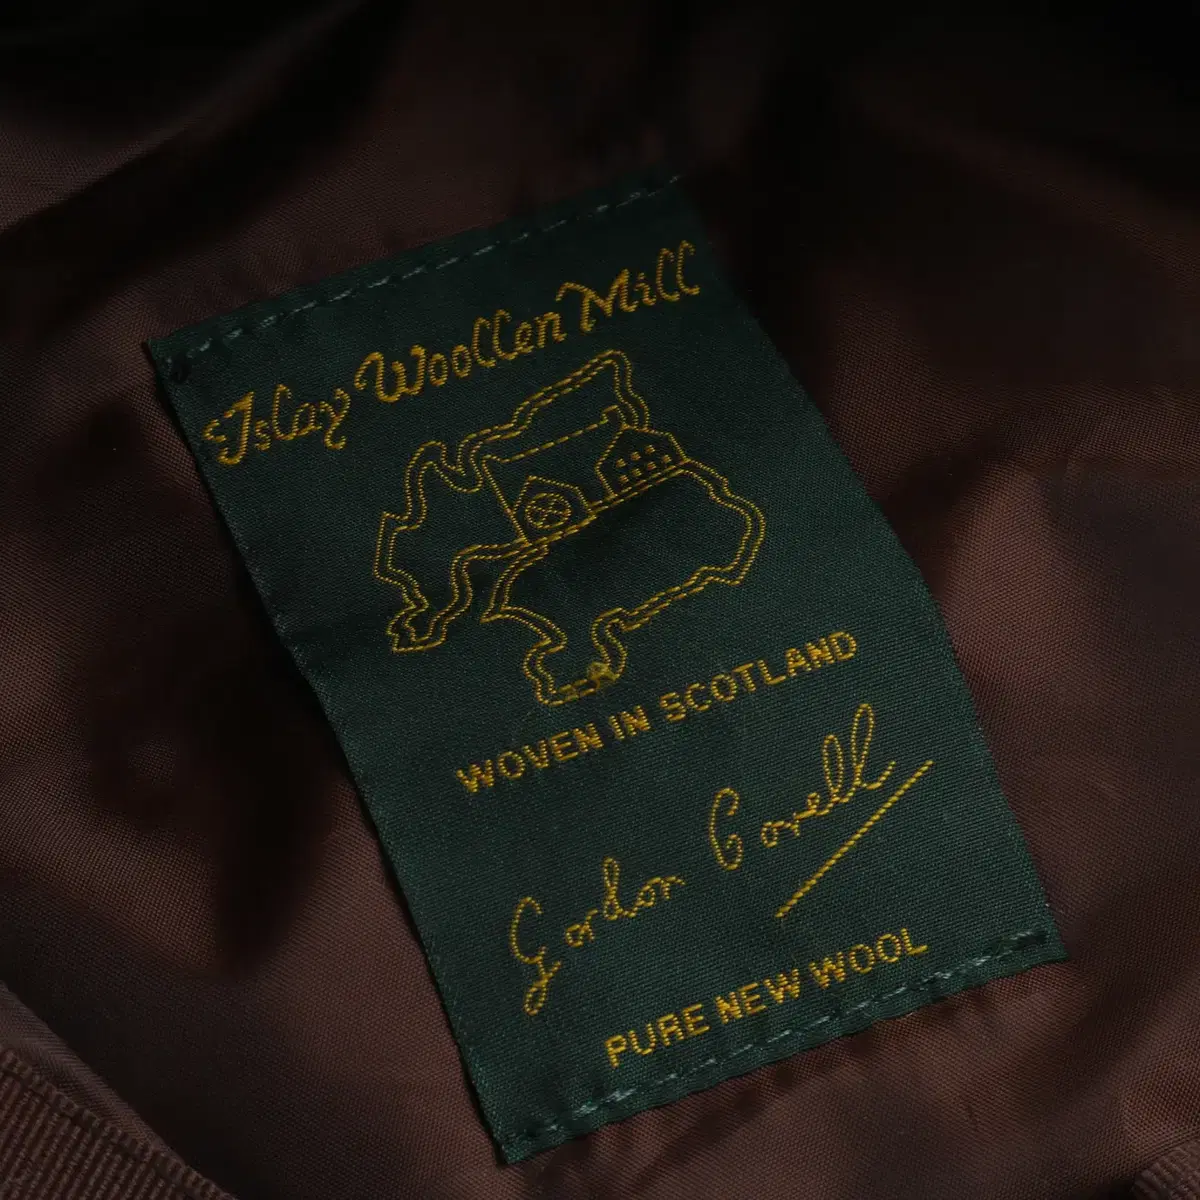 Islay Woollen Mill
WOVEN IN SCOTLAND
Gordon Covell
PURE NEW WOOL